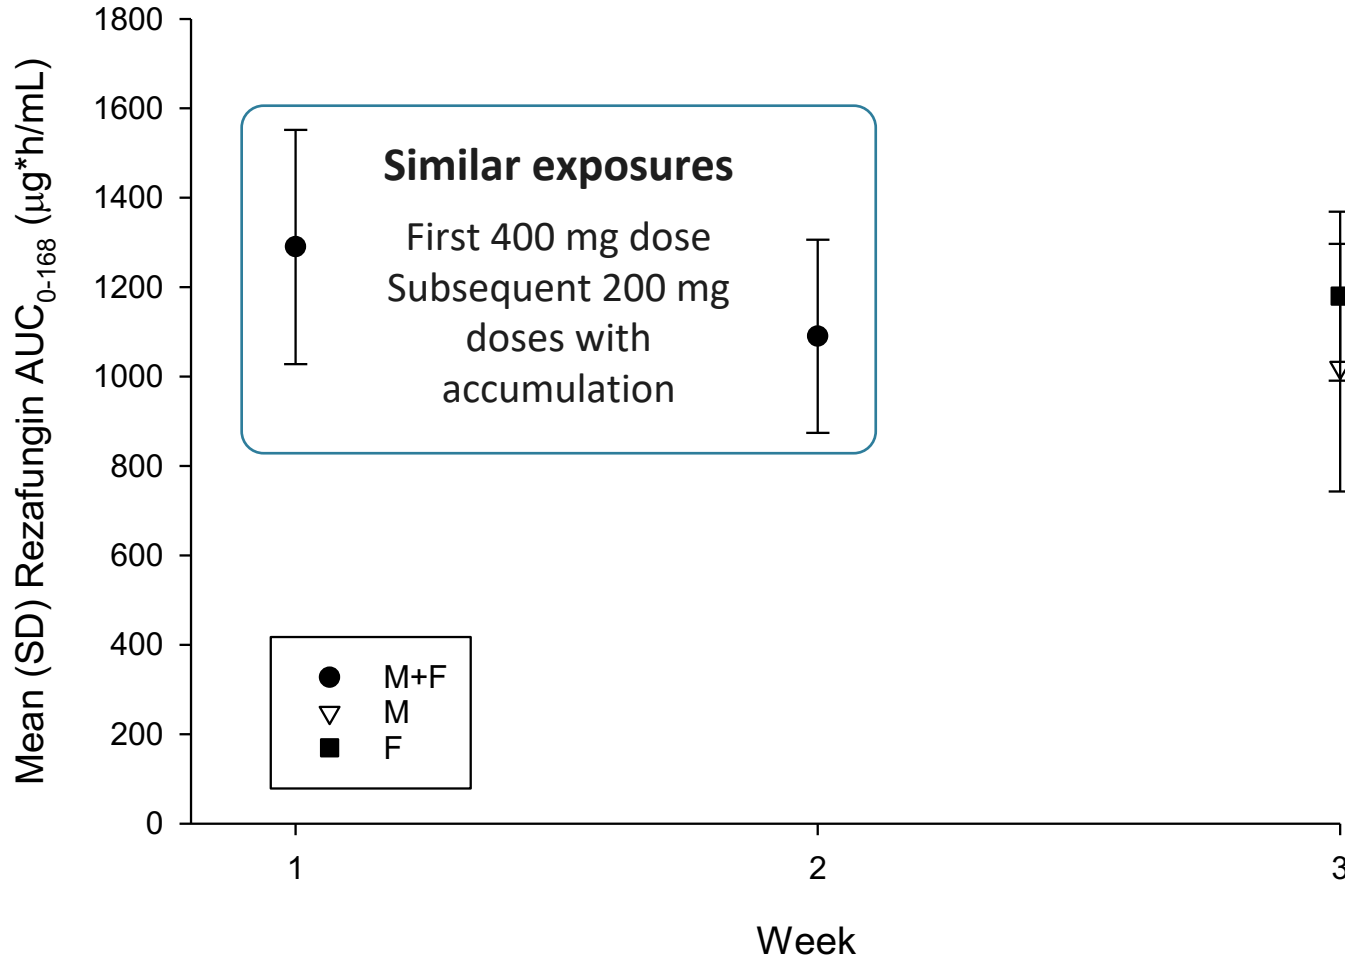 Mean (SD) Rezafungin AUC0-168 (µg*h/mL)
1800
1600
1400
1200
1000
800
600
400
200
0
Similar exposures
First 400 mg dose
Subsequent 200 mg
doses with
accumulation
M+F
M
F
1 2 3
Week